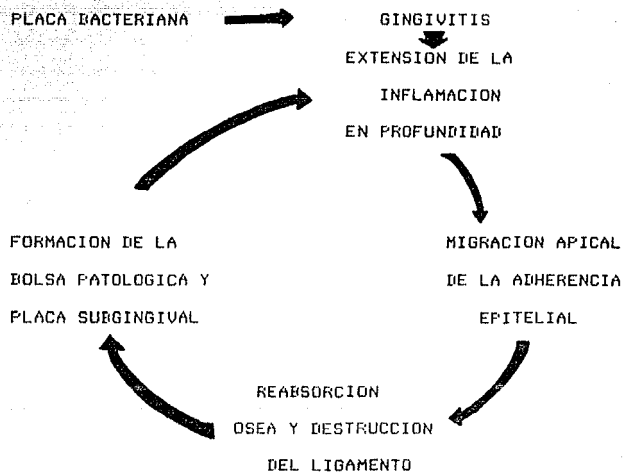 PLACA BACTERIANA
GINGIVITIS
EXTENSION DE LA
INFLAMACION
EN PROFUNDIDAD
MIGRACION APICAL
DE LA ADHERENCIA
EPITELIAL
REABSORCION
OSEA Y DESTRUCCION
DEL LIGAMENTO
FORMACION DE LA
BOLSA PATOLOGICA Y
PLACA SUBGINGIVAL